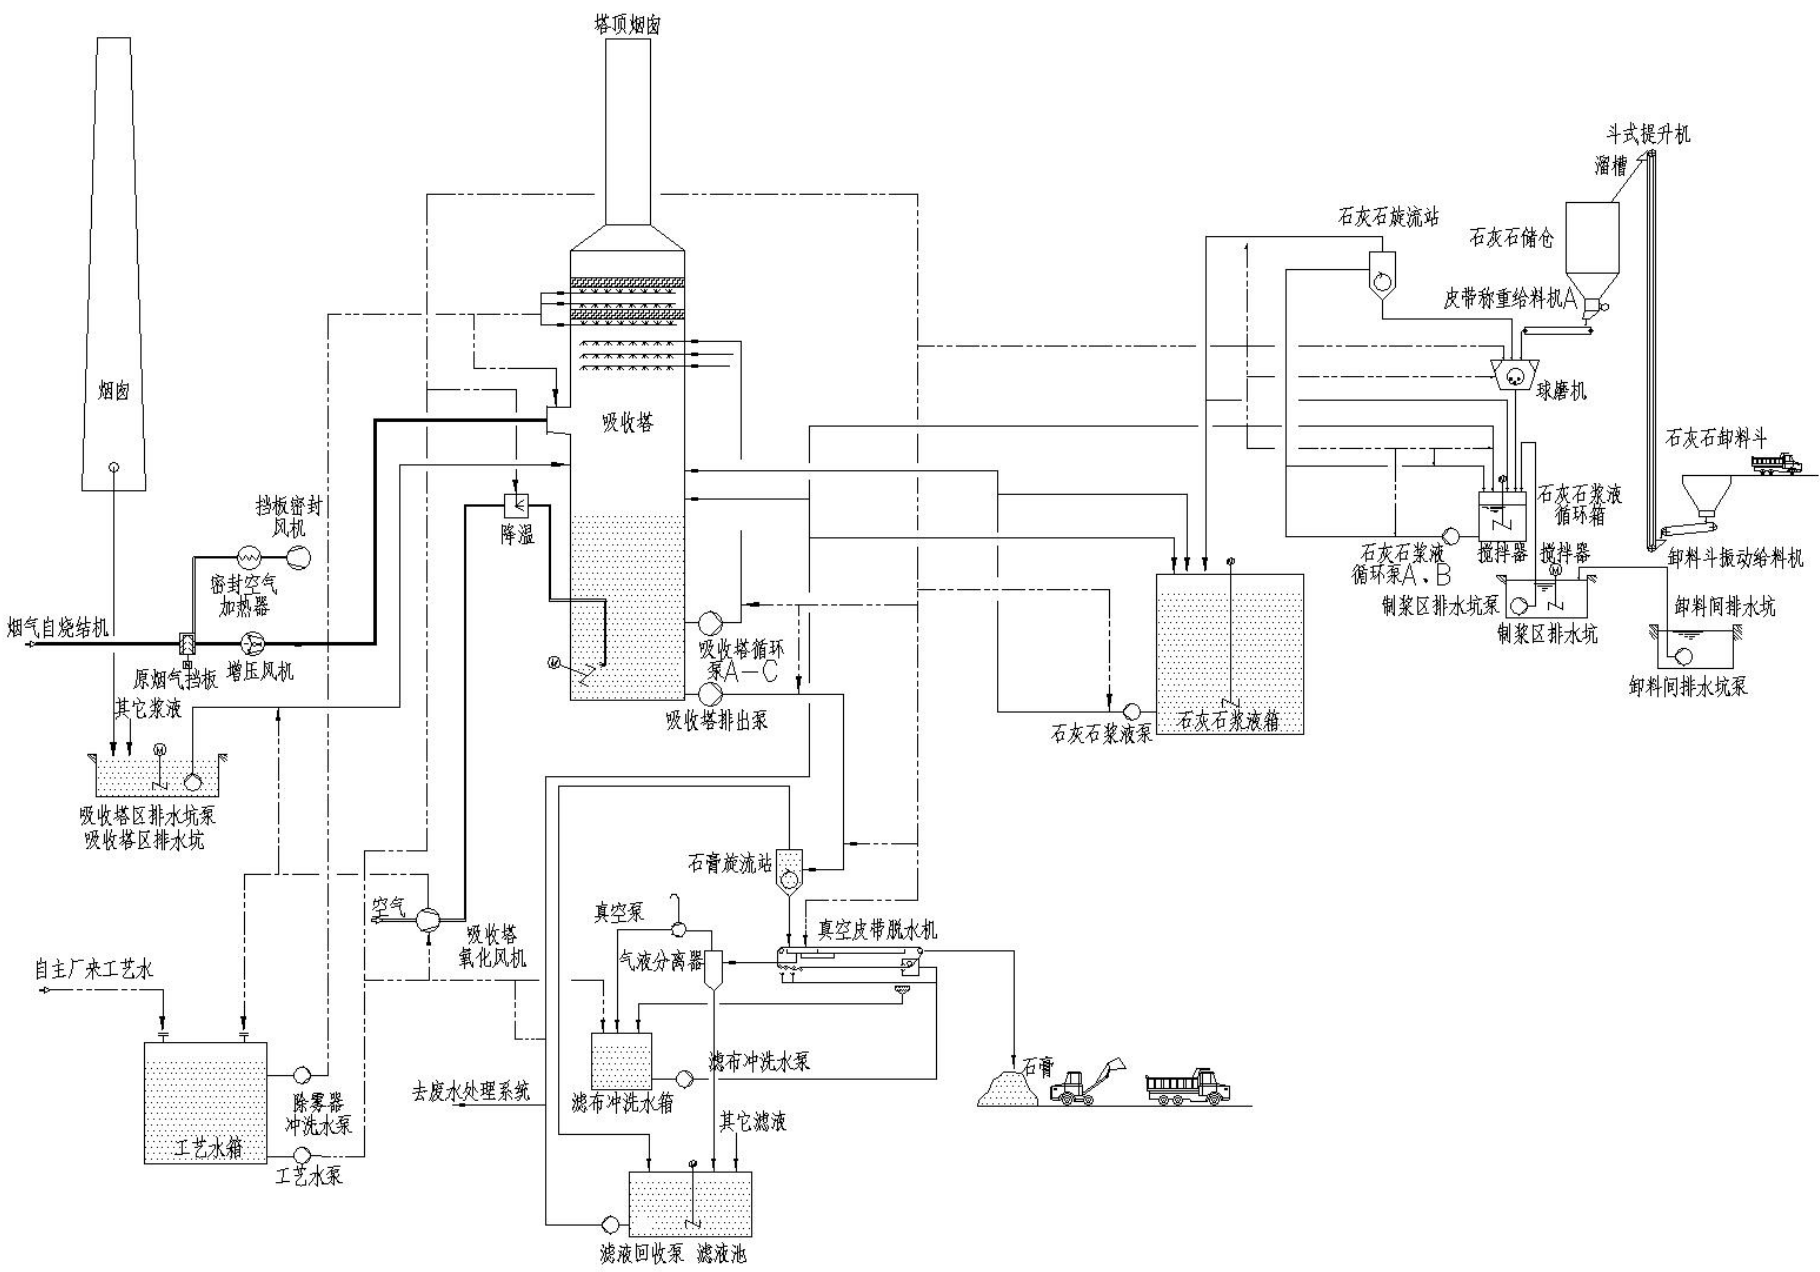 塔顶烟囱
斗式提升机
溜槽
石灰石旋流站
石灰石储仓
皮带称重给料机A
烟囱
球磨机
吸收塔
石灰石卸料斗
挡板密封
风机
石灰石浆液
循环箱
降温
石灰石浆液
循环泵A、B
搅拌器
搅拌器
卸料斗振动给料机
密封空气
加热器
制浆区排水坑泵
卸料间排水坑
烟气自烧结机
制浆区排水坑
吸收塔循环
泵A-C
原烟气挡板
增压风机
卸料间排水坑泵
其它浆液
M
吸收塔排出泵
石灰石浆液泵
石灰石浆液箱
M
M
吸收塔区排水坑泵
吸收塔区排水坑
石膏旋流站
空气
真空泵
吸收塔
氧化风机
真空皮带脱水机
气液分离器
自主厂来工艺水
滤布冲洗水泵
石膏
去废水处理系统
滤布冲洗水箱
除雾器
冲洗水泵
其它滤液
工艺水箱
工艺水泵
滤液回收泵
滤液池